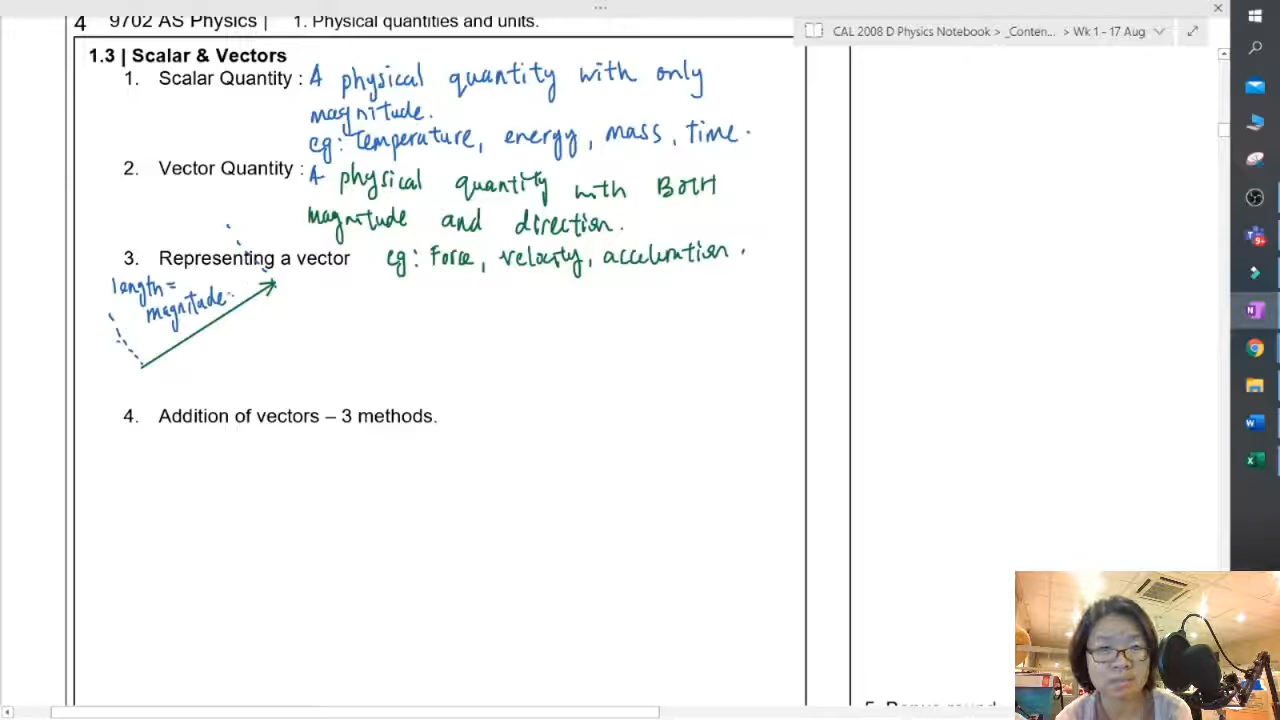 4 9702 AS Physics | 1. Physical quantities and units.
CAL 2008 D Physics Notebook > _Conten... > Wk 1 - 17 Aug
1.3 | Scalar & Vectors
1. Scalar Quantity : A physical quantity with only
magnitude.
eg: Temperature, energy, mass, time.
2. Vector Quantity : A physical quantity with BOTH
magnitude and direction.
3. Representing a vector eg: Force, velocity, acceleration.
length =
magnitude.
4. Addition of vectors – 3 methods.